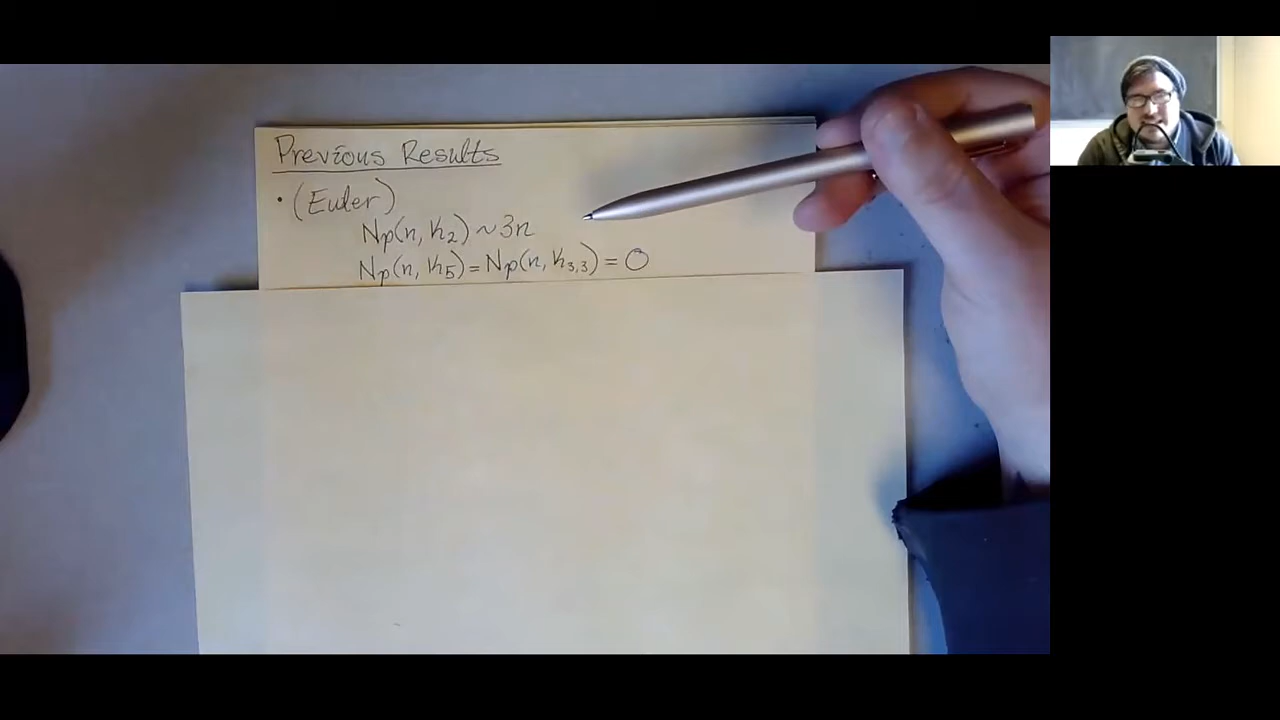 Previous Results
• (Euler)
Np(n, K₂) ~ 3n
Np(n, K₅) = Np(n, K₃,₃) = 0